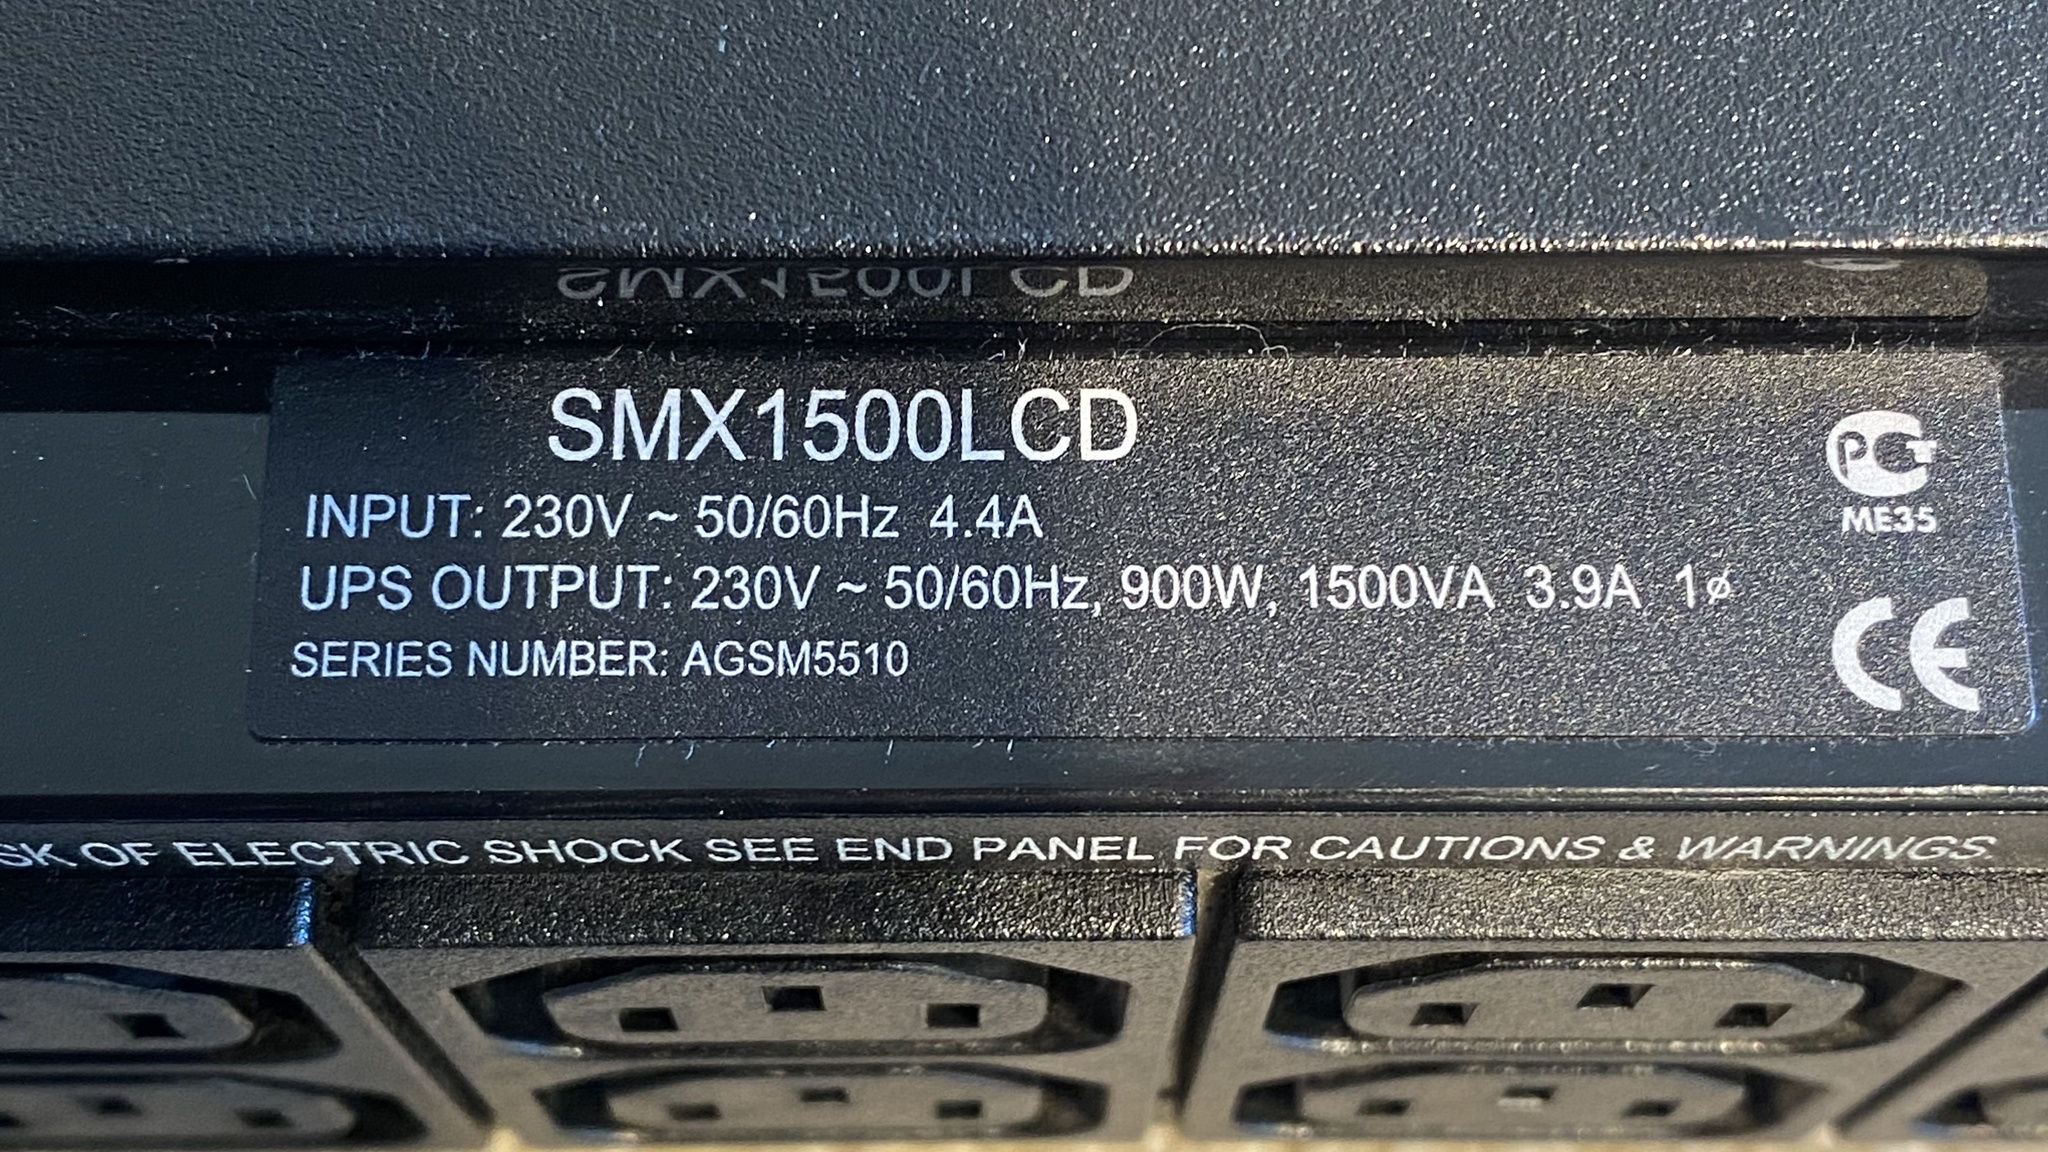 SMX1500LCD
INPUT: 230V ~ 50/60Hz 4.4A
UPS OUTPUT: 230V ~ 50/60Hz, 900W, 1500VA 3.9A 1ø
SERIES NUMBER: AGSM5510
PCT
ME35
CE
OF ELECTRIC SHOCK SEE END PANEL FOR CAUTIONS & WARNINGS.